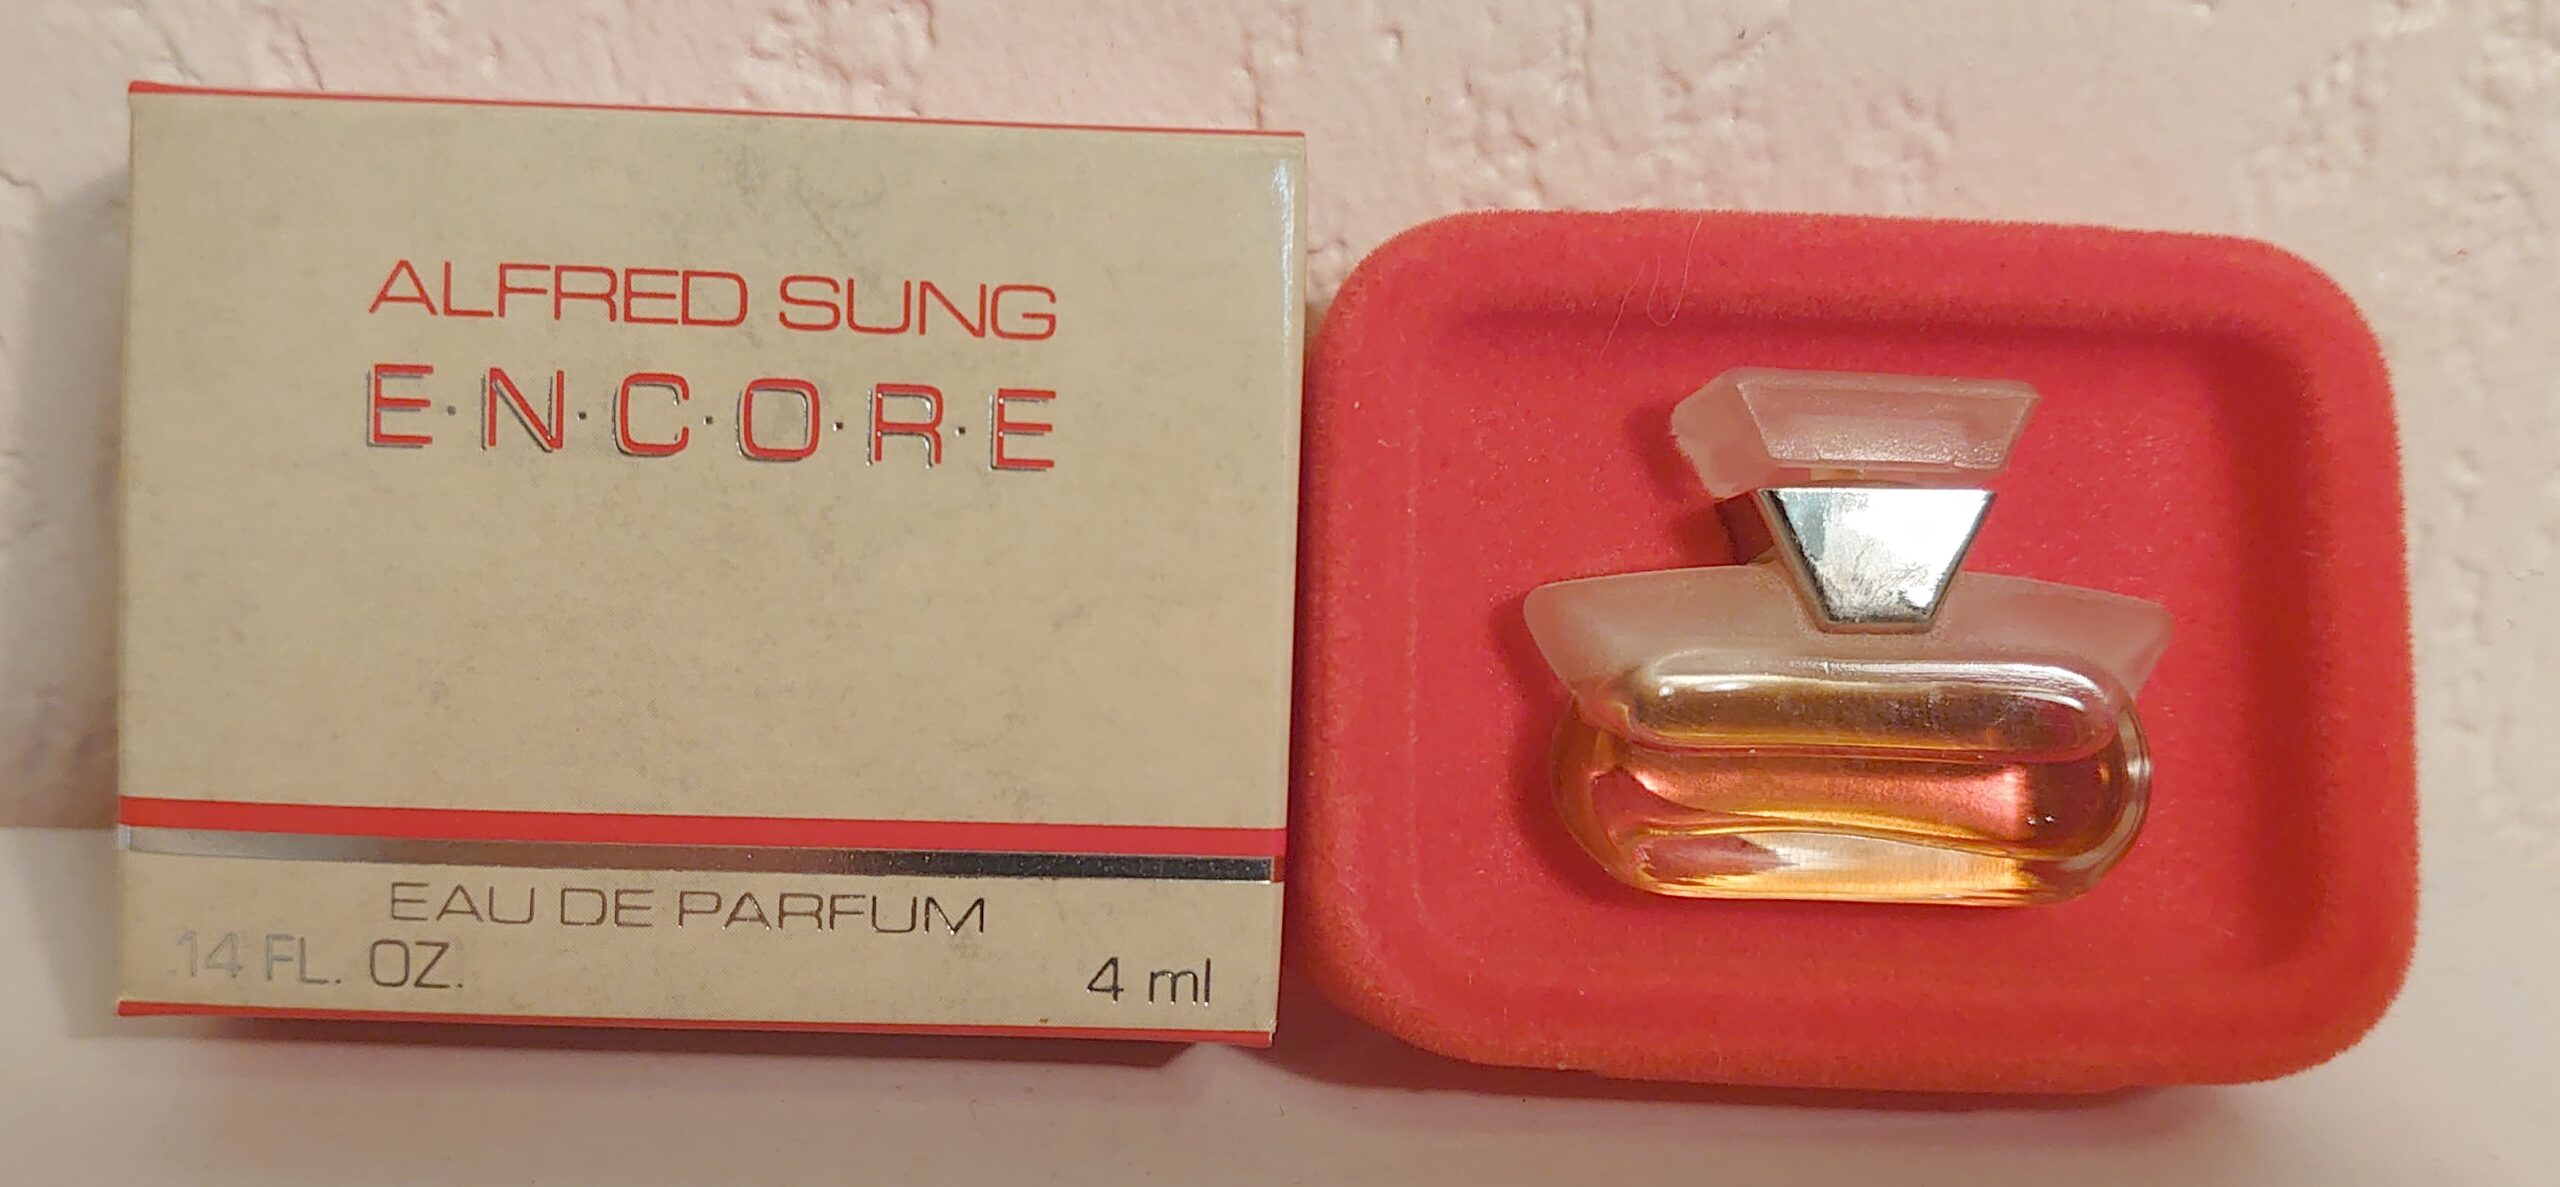 ALFRED SUNG
E·N·C·O·R·E
EAU DE PARFUM
.14 FL. OZ.
4 ml